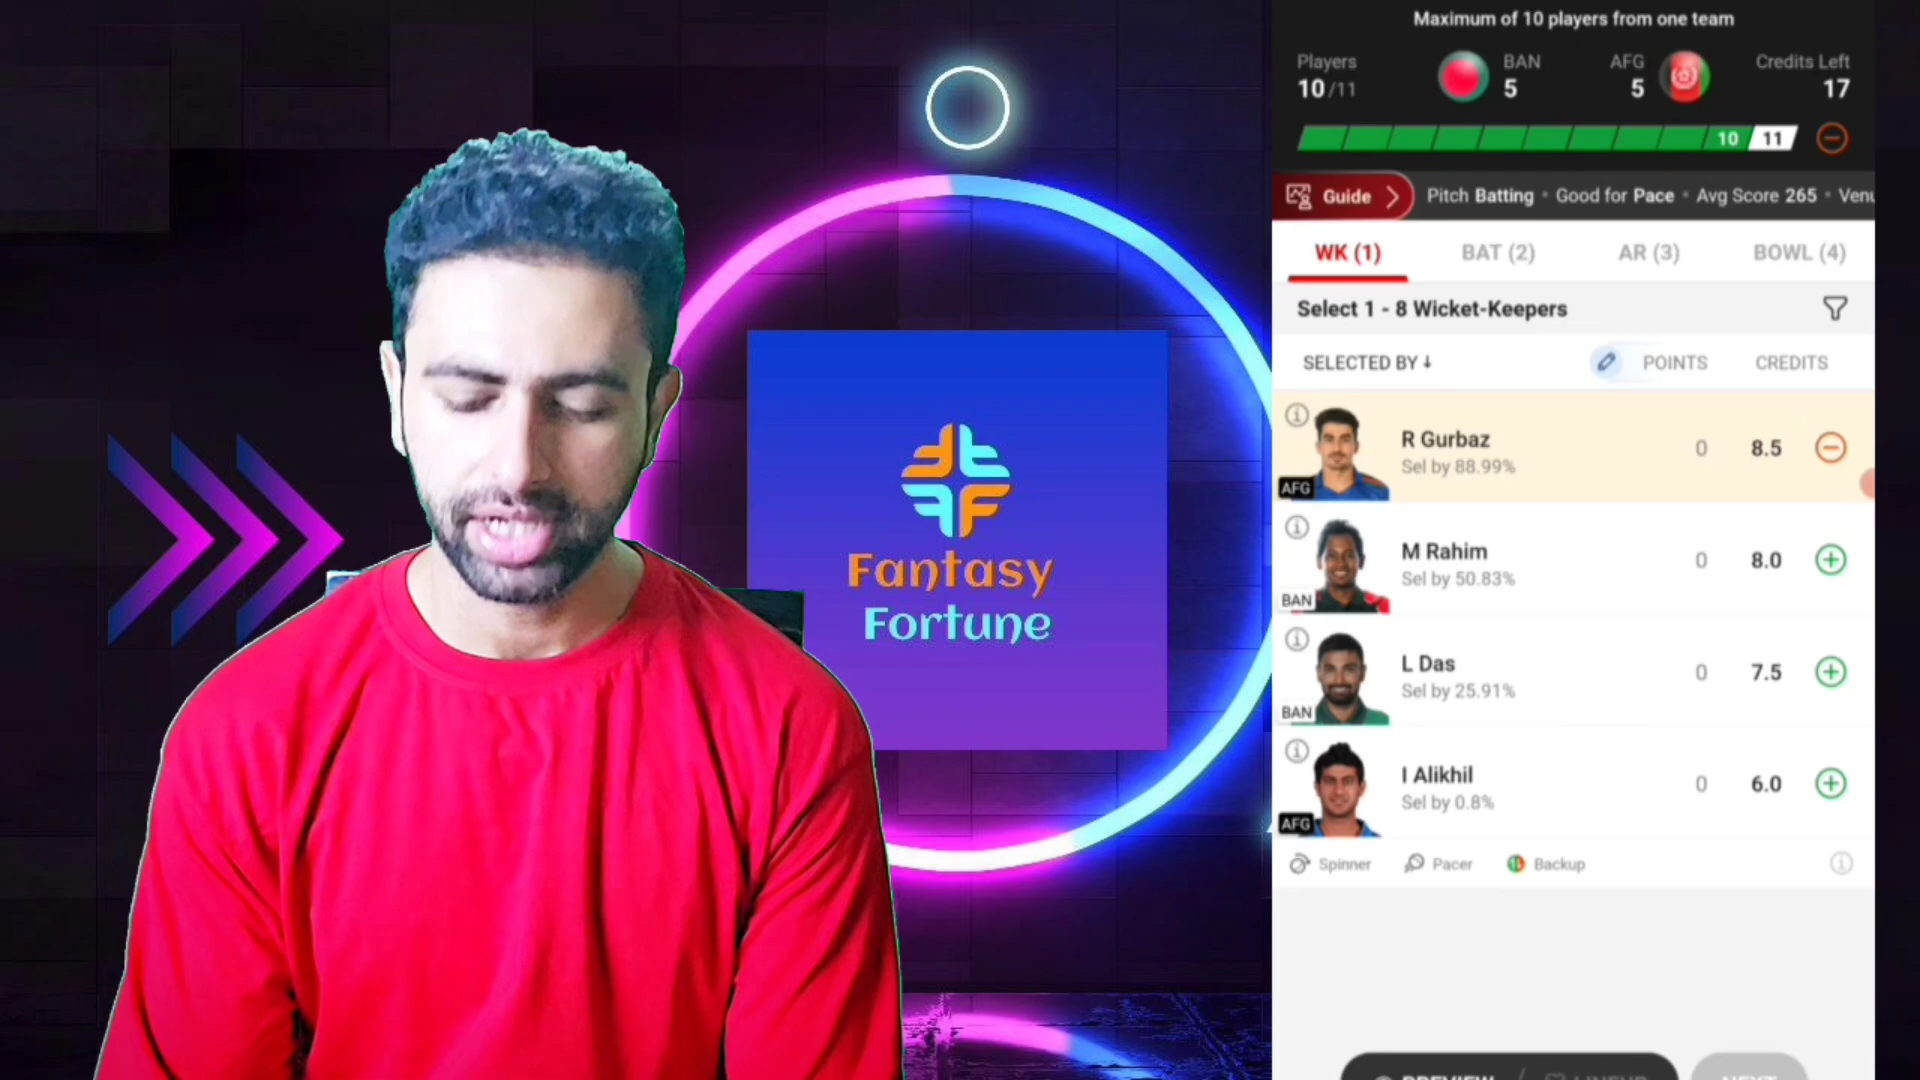 Maximum of 10 players from one team
Players BAN AFG Credits Left
10/11 5 5 17
10 11
Guide Pitch Batting • Good for Pace • Avg Score 265 •
WK (1) BAT (2) AR (3) BOWL (4)
Select 1 - 8 Wicket-Keepers
SELECTED BY ↓ POINTS CREDITS
R Gurbaz 0 8.5
Sel by 88.99%
AFG
M Rahim 0 8.0
Sel by 50.83%
BAN
L Das 0 7.5
Sel by 25.91%
BAN
I Alikhil 0 6.0
Sel by 0.8%
AFG
Spinner Pacer Backup
PREVIEW / LINEUP NEXT
Fantasy
Fortune